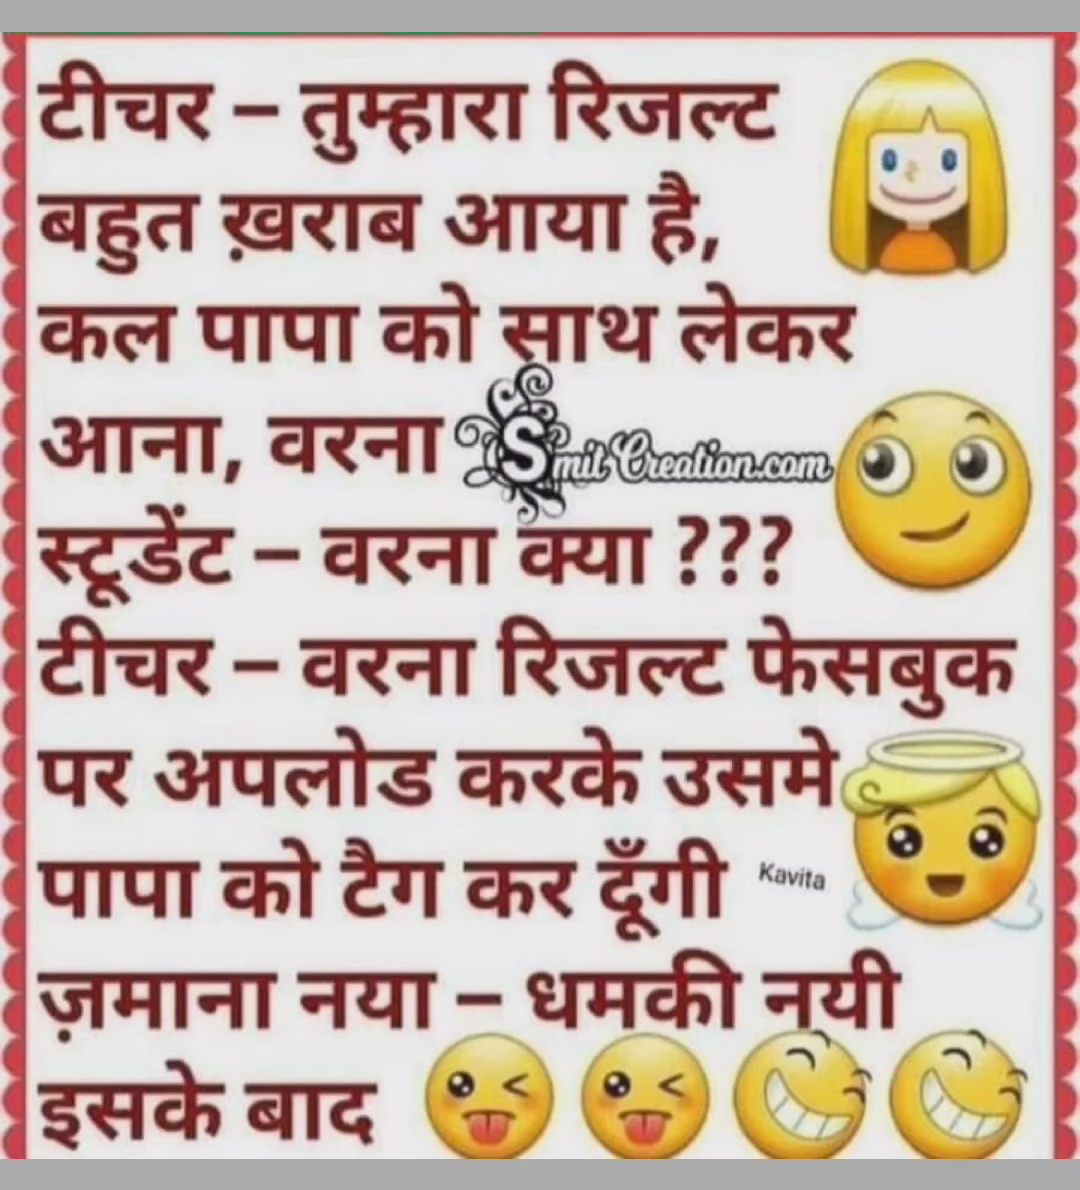 टीचर – तुम्हारा रिजल्ट
बहुत ख़राब आया है,
कल पापा को साथ लेकर
आना, वरना
SmitCreation.com
स्टूडेंट – वरना क्या ???
टीचर – वरना रिजल्ट फेसबुक
पर अपलोड करके उसमे
पापा को टैग कर दूँगी
Kavita
ज़माना नया – धमकी नयी
इसके बाद